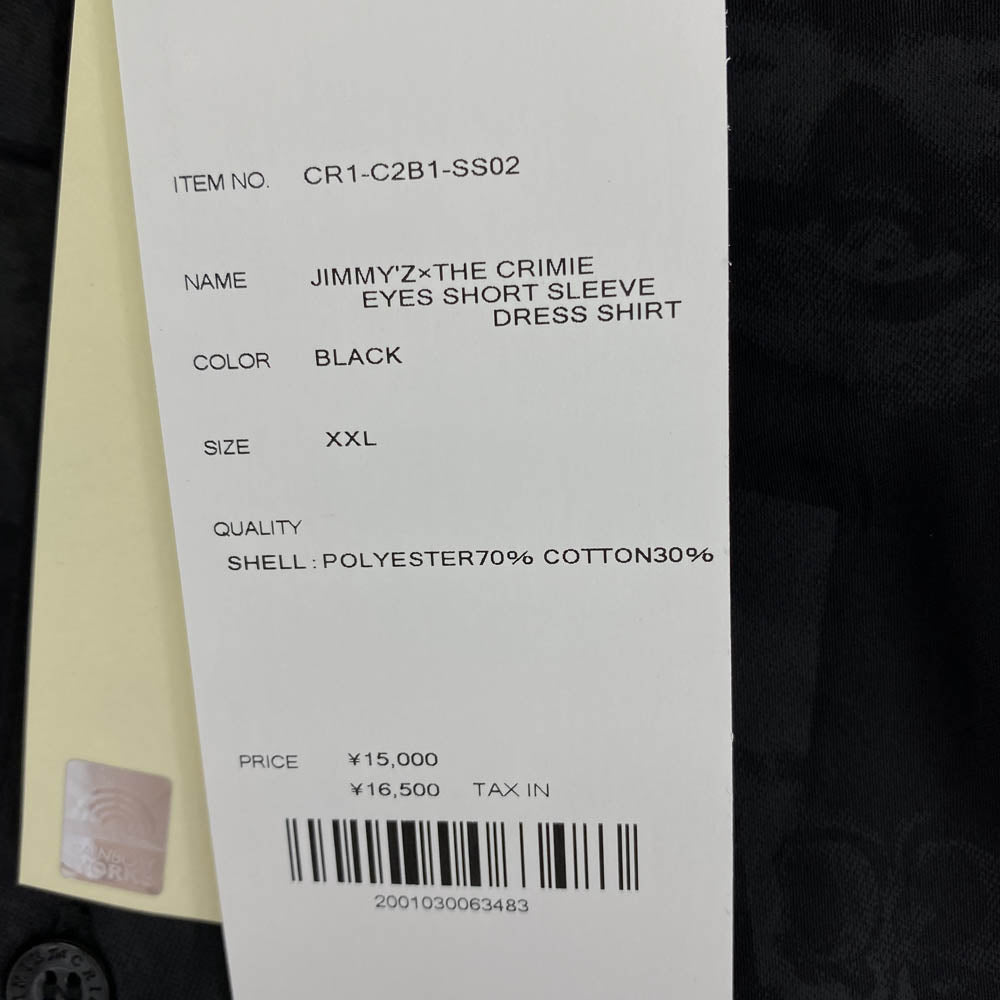 ITEM NO. CR1-C2B1-SS02
NAME JIMMY'Z×THE CRIMIE
EYES SHORT SLEEVE
DRESS SHIRT
COLOR BLACK
SIZE XXL
QUALITY
SHELL:POLYESTER70% COTTON30%
PRICE ¥15,000
¥16,500 TAX IN
2001030063483